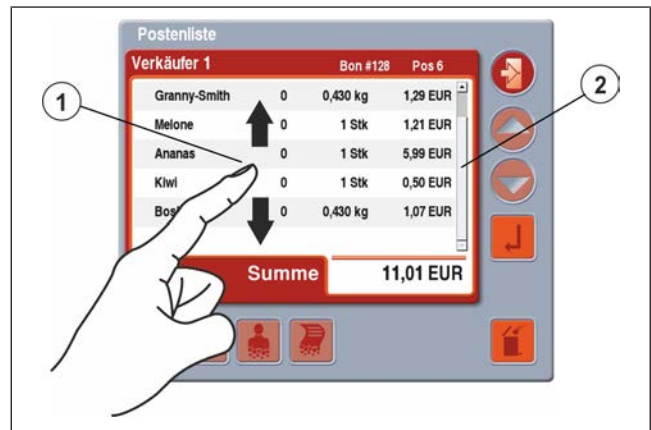 Postenliste
Verkäufer 1 Bon #128 Pos 6
Granny-Smith 0 0,430 kg 1,29 EUR
Melone 0 1 Stk 1,21 EUR
Ananas 0 1 Stk 5,99 EUR
Kiwi 0 1 Stk 0,50 EUR
0 0,430 kg 1,07 EUR
Summe 11,01 EUR
1
2